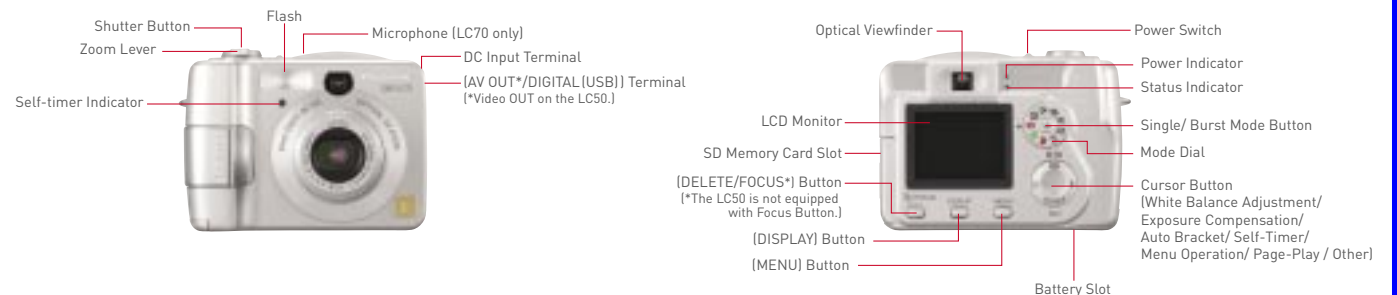 Flash
Shutter Button
Zoom Lever
Self-timer Indicator
Microphone (LC70 only)
DC Input Terminal
(AV OUT*/DIGITAL(USB)) Terminal
(*Video OUT on the LC50.)
Optical Viewfinder
LCD Monitor
SD Memory Card Slot
(DELETE/FOCUS*) Button
(*The LC50 is not equipped
with Focus Button.)
(DISPLAY) Button
(MENU) Button
Power Switch
Power Indicator
Status Indicator
Single/ Burst Mode Button
Mode Dial
Cursor Button
(White Balance Adjustment/
Exposure Compensation/
Auto Bracket/ Self-Timer/
Menu Operation/ Page-Play / Other)
Battery Slot